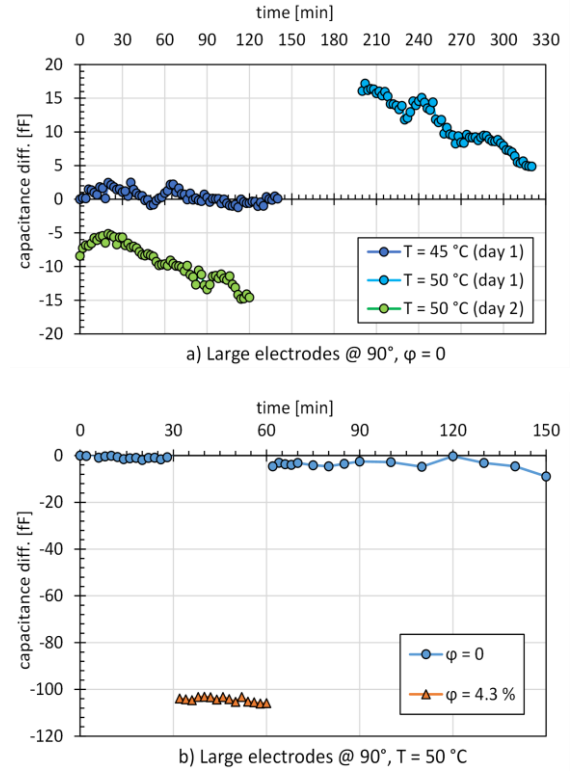 time [min]
0 30 60 90 120 150 180 210 240 270 300 330
capacitance diff. [fF]
20
15
10
5
0
-5
-10
-15
-20
T = 45 °C (day 1)
T = 50 °C (day 1)
T = 50 °C (day 2)
a) Large electrodes @ 90°, φ = 0
time [min]
0 30 60 90 120 150
capacitance diff. [fF]
0
-20
-40
-60
-80
-100
-120
φ = 0
φ = 4.3 %
b) Large electrodes @ 90°, T = 50 °C